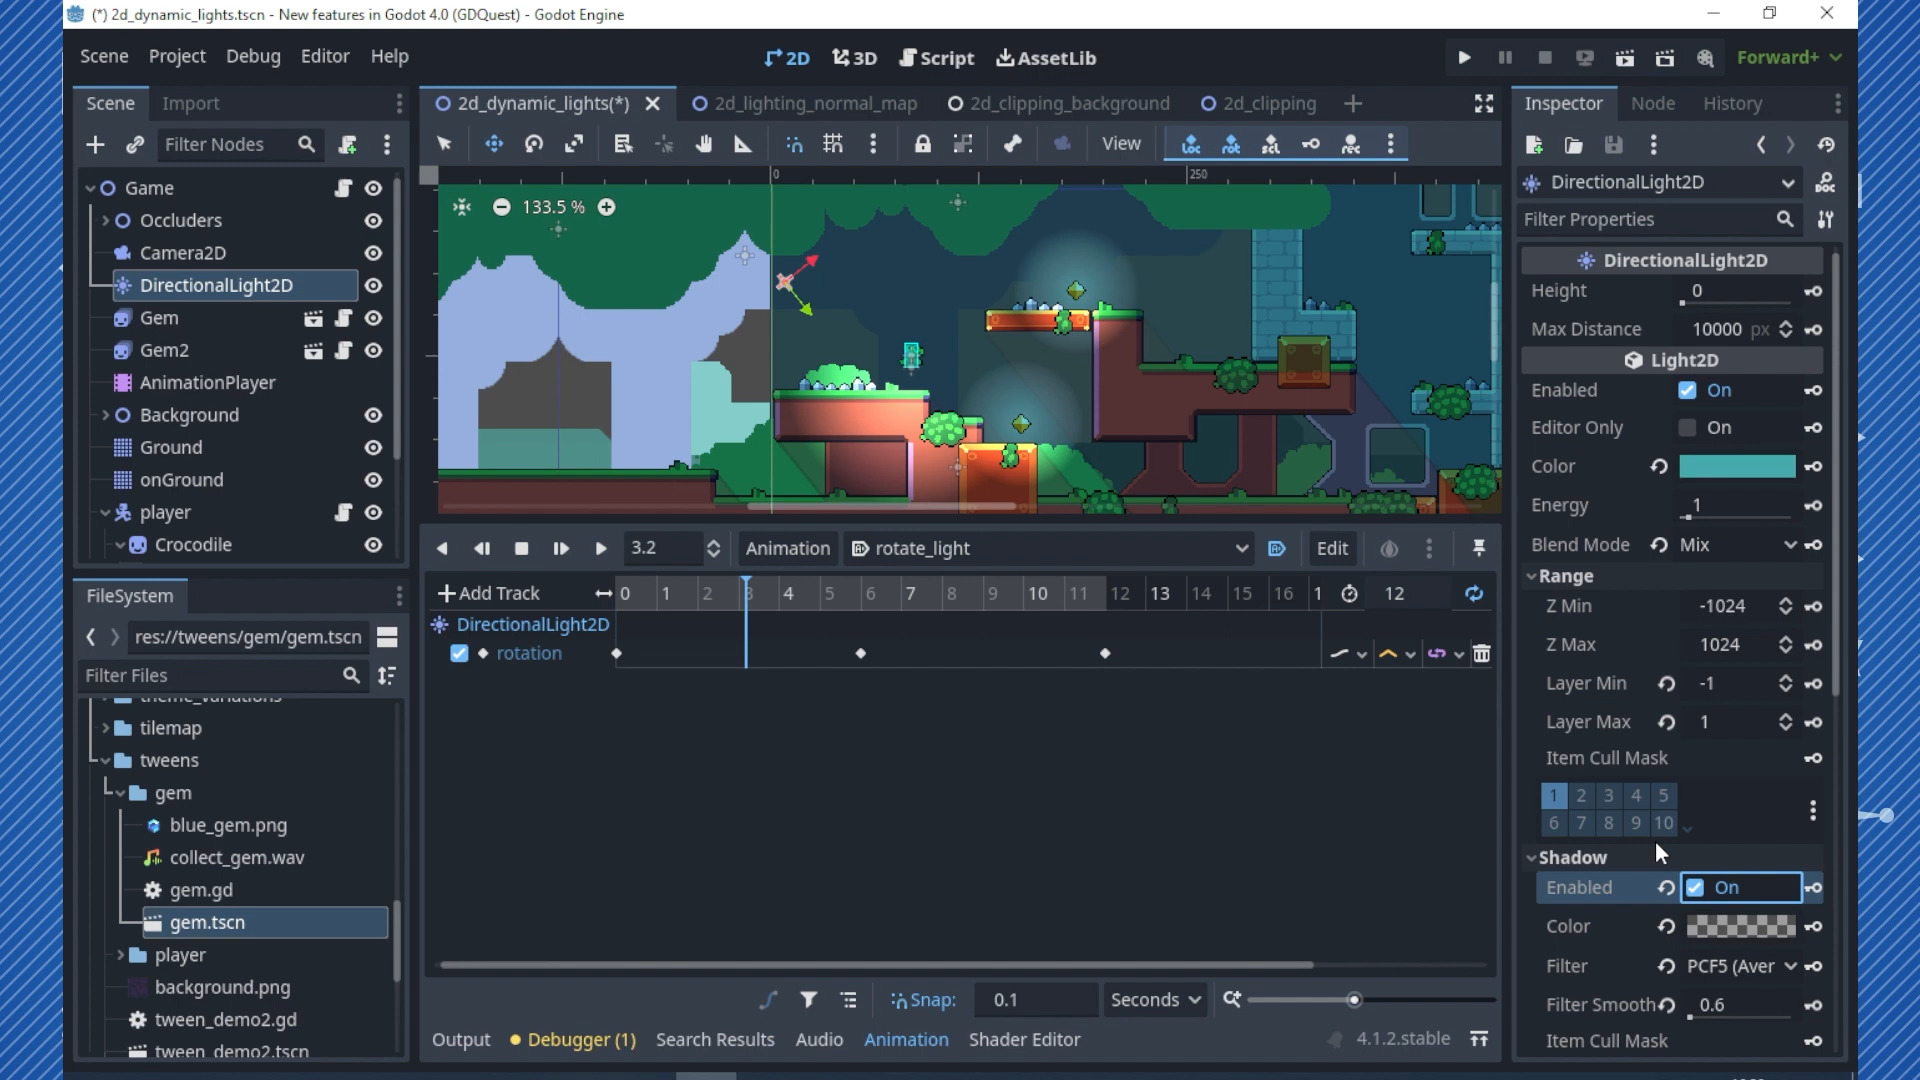 (*) 2d_dynamic_lights.tscn - New features in Godot 4.0 (GDQuest) - Godot Engine
Scene Project Debug Editor Help
2D 3D Script AssetLib
Forward+
Scene Import
2d_dynamic_lights(*) 2d_lighting_normal_map 2d_clipping_background 2d_clipping
Inspector Node History
Filter Nodes
View
0 250
133.5 %
Game
Occluders
Camera2D
DirectionalLight2D
Gem
Gem2
AnimationPlayer
Background
Ground
onGround
player
Crocodile
FileSystem
res://tweens/gem/gem.tscn
Filter Files
tilemap
tweens
gem
blue_gem.png
collect_gem.wav
gem.gd
gem.tscn
player
background.png
tween_demo2.gd
tween_demo2.tscn
3.2 Animation rotate_light Edit
Add Track 0 1 2 3 4 5 6 7 8 9 10 11 12 13 14 15 16 1 12
DirectionalLight2D
rotation
Snap: 0.1 Seconds
Output Debugger (1) Search Results Audio Animation Shader Editor 4.1.2.stable
DirectionalLight2D
Filter Properties
DirectionalLight2D
Height 0
Max Distance 10000 px
Light2D
Enabled On
Editor Only On
Color
Energy 1
Blend Mode Mix
Range
Z Min -1024
Z Max 1024
Layer Min -1
Layer Max 1
Item Cull Mask
1 2 3 4 5
6 7 8 9 10
Shadow
Enabled On
Color
Filter PCF5 (Aver
Filter Smooth 0.6
Item Cull Mask